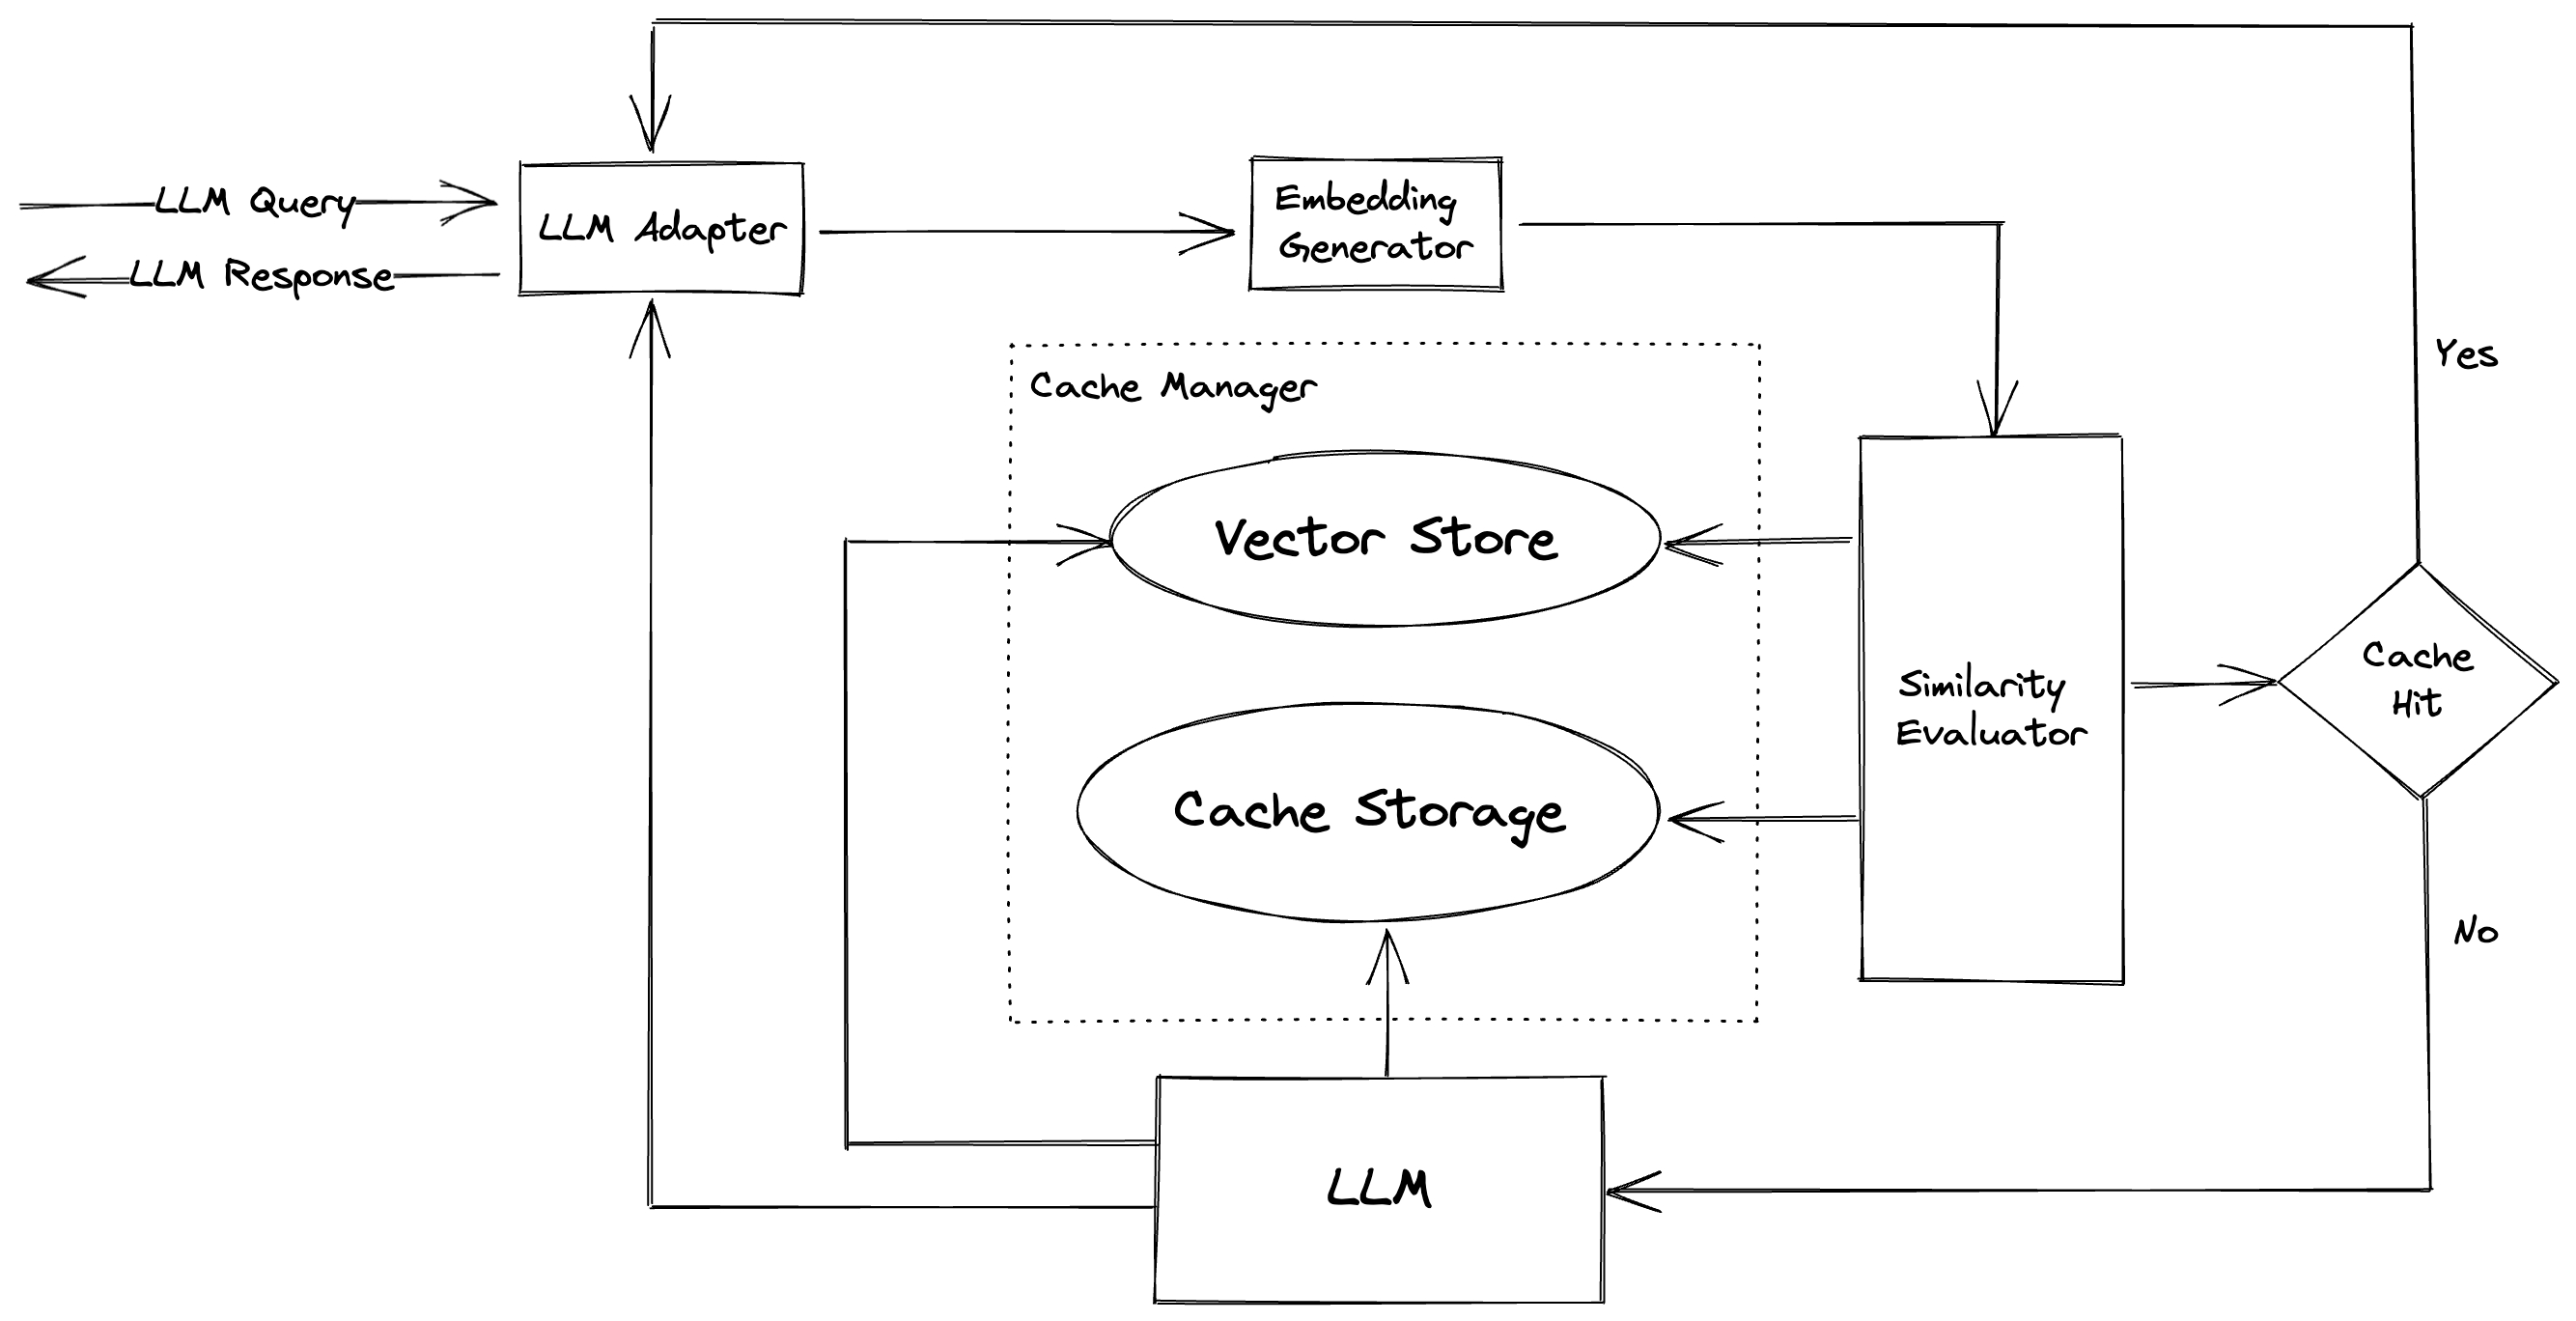 LLM Query
LLM Response
LLM Adapter
Embedding
Generator
Yes
Cache Manager
Vector Store
Cache Storage
Similarity
Evaluator
Cache
Hit
No
LLM